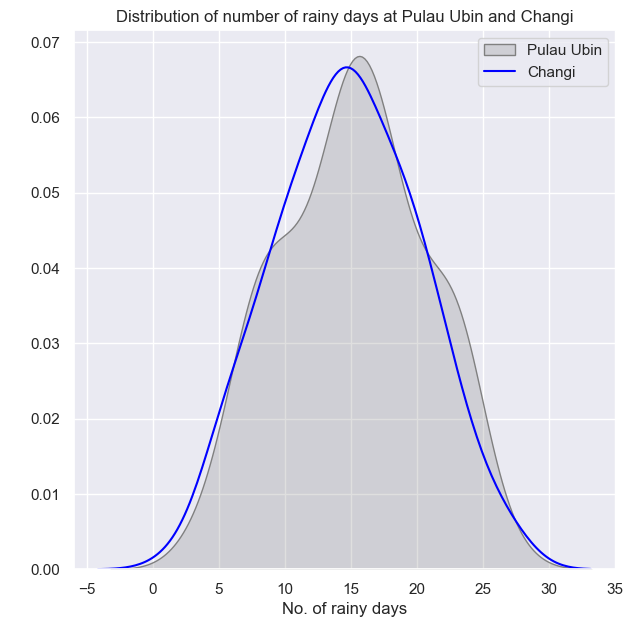 Distribution of number of rainy days at Pulau Ubin and Changi
Pulau Ubin
Changi
0.07
0.06
0.05
0.04
0.03
0.02
0.01
0.00
−5 0 5 10 15 20 25 30 35
No. of rainy days